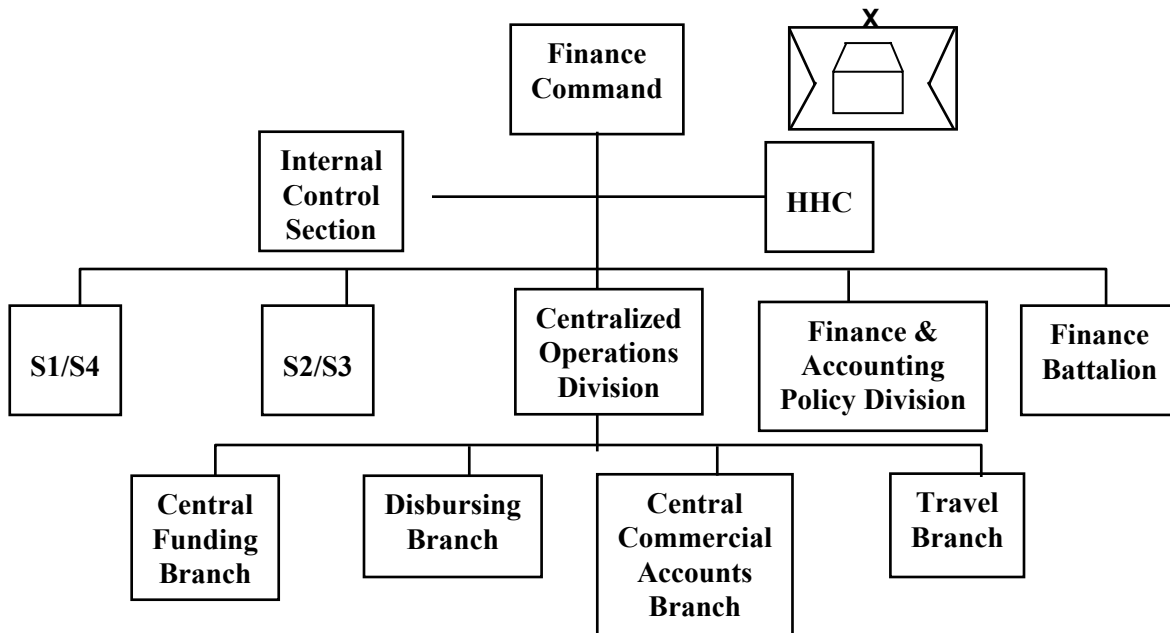 X
Finance
Command
Internal
Control
Section
HHC
S1/S4
S2/S3
Centralized
Operations
Division
Finance &
Accounting
Policy Division
Finance
Battalion
Central
Funding
Branch
Disbursing
Branch
Central
Commercial
Accounts
Branch
Travel
Branch